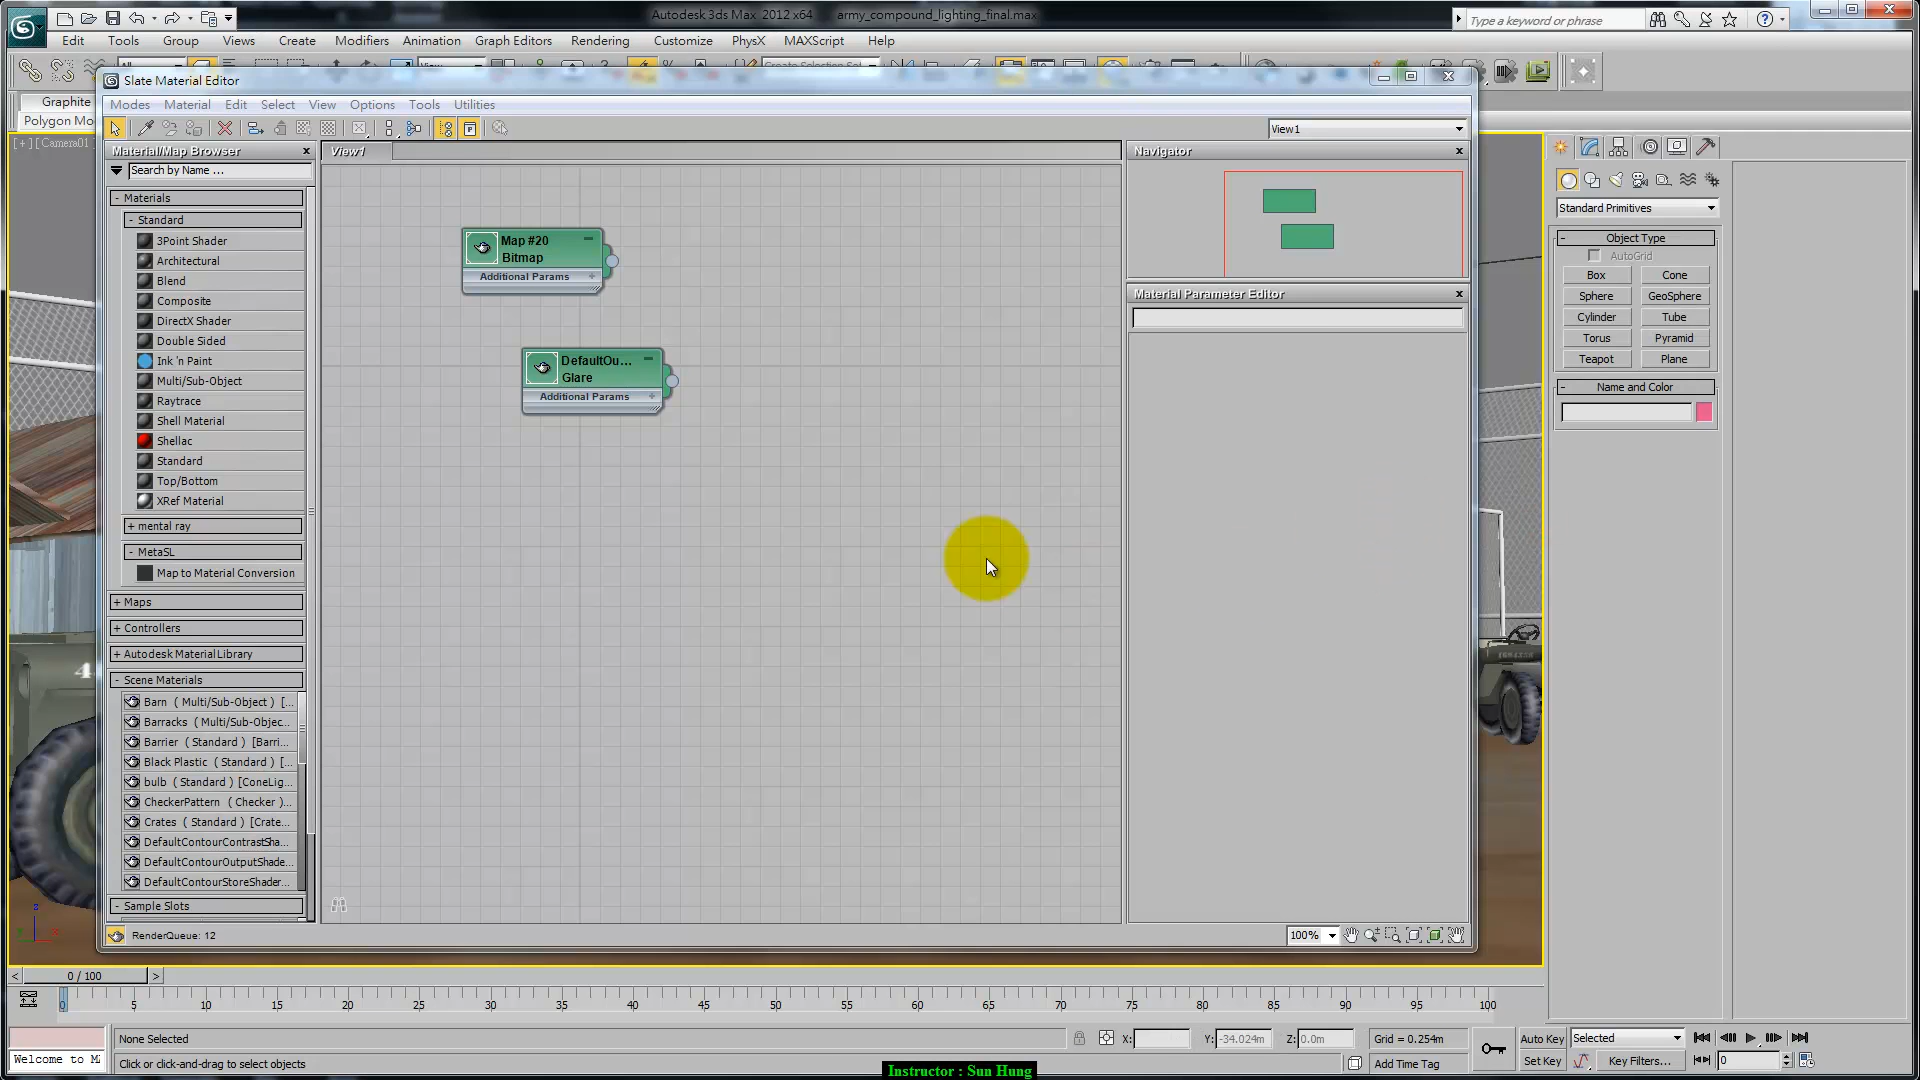 Autodesk 3ds Max 2012 x64 army_compound_lighting_final.max
Type a keyword or phrase
Edit Tools Group Views Create Modifiers Animation Graph Editors Rendering Customize PhysX MAXScript Help
Graphite
Polygon Mo
[ + ] [ Camera01 ]
Slate Material Editor
Modes Material Edit Select View Options Tools Utilities
View1
Material/Map Browser
Search by Name ...
- Materials
- Standard
3Point Shader
Architectural
Blend
Composite
DirectX Shader
Double Sided
Ink 'n Paint
Multi/Sub-Object
Raytrace
Shell Material
Shellac
Standard
Top/Bottom
XRef Material
+ mental ray
- MetaSL
Map to Material Conversion
+ Maps
+ Controllers
+ Autodesk Material Library
- Scene Materials
Barn ( Multi/Sub-Object ) [...
Barracks ( Multi/Sub-Objec...
Barrier ( Standard ) [Barri...
Black Plastic ( Standard ) [...
bulb ( Standard ) [ConeLig...
CheckerPattern ( Checker )...
Crates ( Standard ) [Crate...
DefaultContourContrastSha...
DefaultContourOutputShade...
DefaultContourStoreShader...
- Sample Slots
RenderQueue: 12
View1
Map #20
Bitmap
Additional Params +
DefaultOu...
Glare
Additional Params +
Navigator
Material Parameter Editor
100%
Standard Primitives
- Object Type
AutoGrid
Box Cone
Sphere GeoSphere
Cylinder Tube
Torus Pyramid
Teapot Plane
- Name and Color
< 0 / 100 >
0 5 10 15 20 25 30 35 40 45 50 55 60 65 70 75 80 85 90 95 100
None Selected
X: Y: -34.024m Z: 0.0m Grid = 0.254m
Auto Key Selected
Welcome to M
Click or click-and-drag to select objects
Add Time Tag
Set Key Key Filters... 0
Instructor : Sun Hung